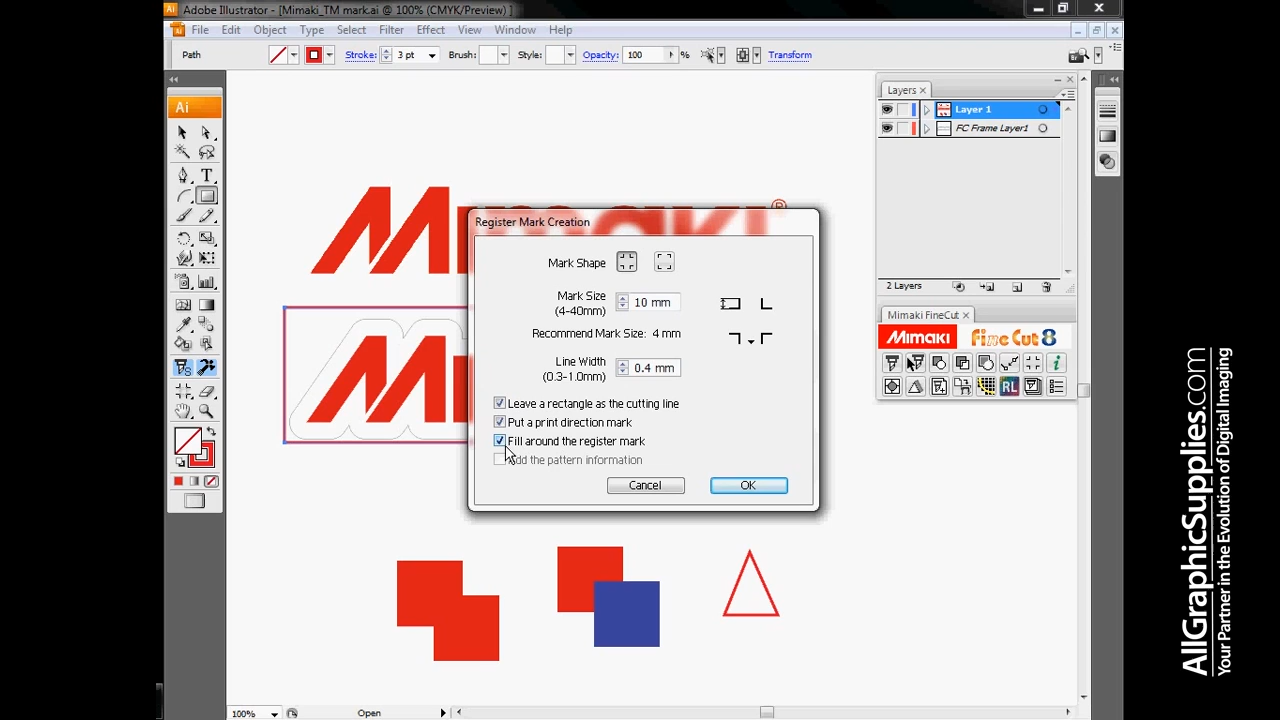 Adobe Illustrator - [Mimaki_TM mark.ai @ 100% (CMYK/Preview) ]
File Edit Object Type Select Filter Effect View Window Help
Path Stroke: 3 pt Brush: Style: Opacity: 100 % Transform
Ai
Layers
Layer 1
FC Frame Layer1
2 Layers
Mimaki FineCut
Mimaki Fine Cut 8
RL
Mimaki ®
Register Mark Creation
Mark Shape
Mark Size
(4-40mm)
10 mm
Recommend Mark Size: 4 mm
Line Width
(0.3-1.0mm)
0.4 mm
Leave a rectangle as the cutting line
Put a print direction mark
Fill around the register mark
Add the pattern information
Cancel OK
100% Open
AllGraphicSupplies.com
Your Partner in the Evolution of Digital Imaging